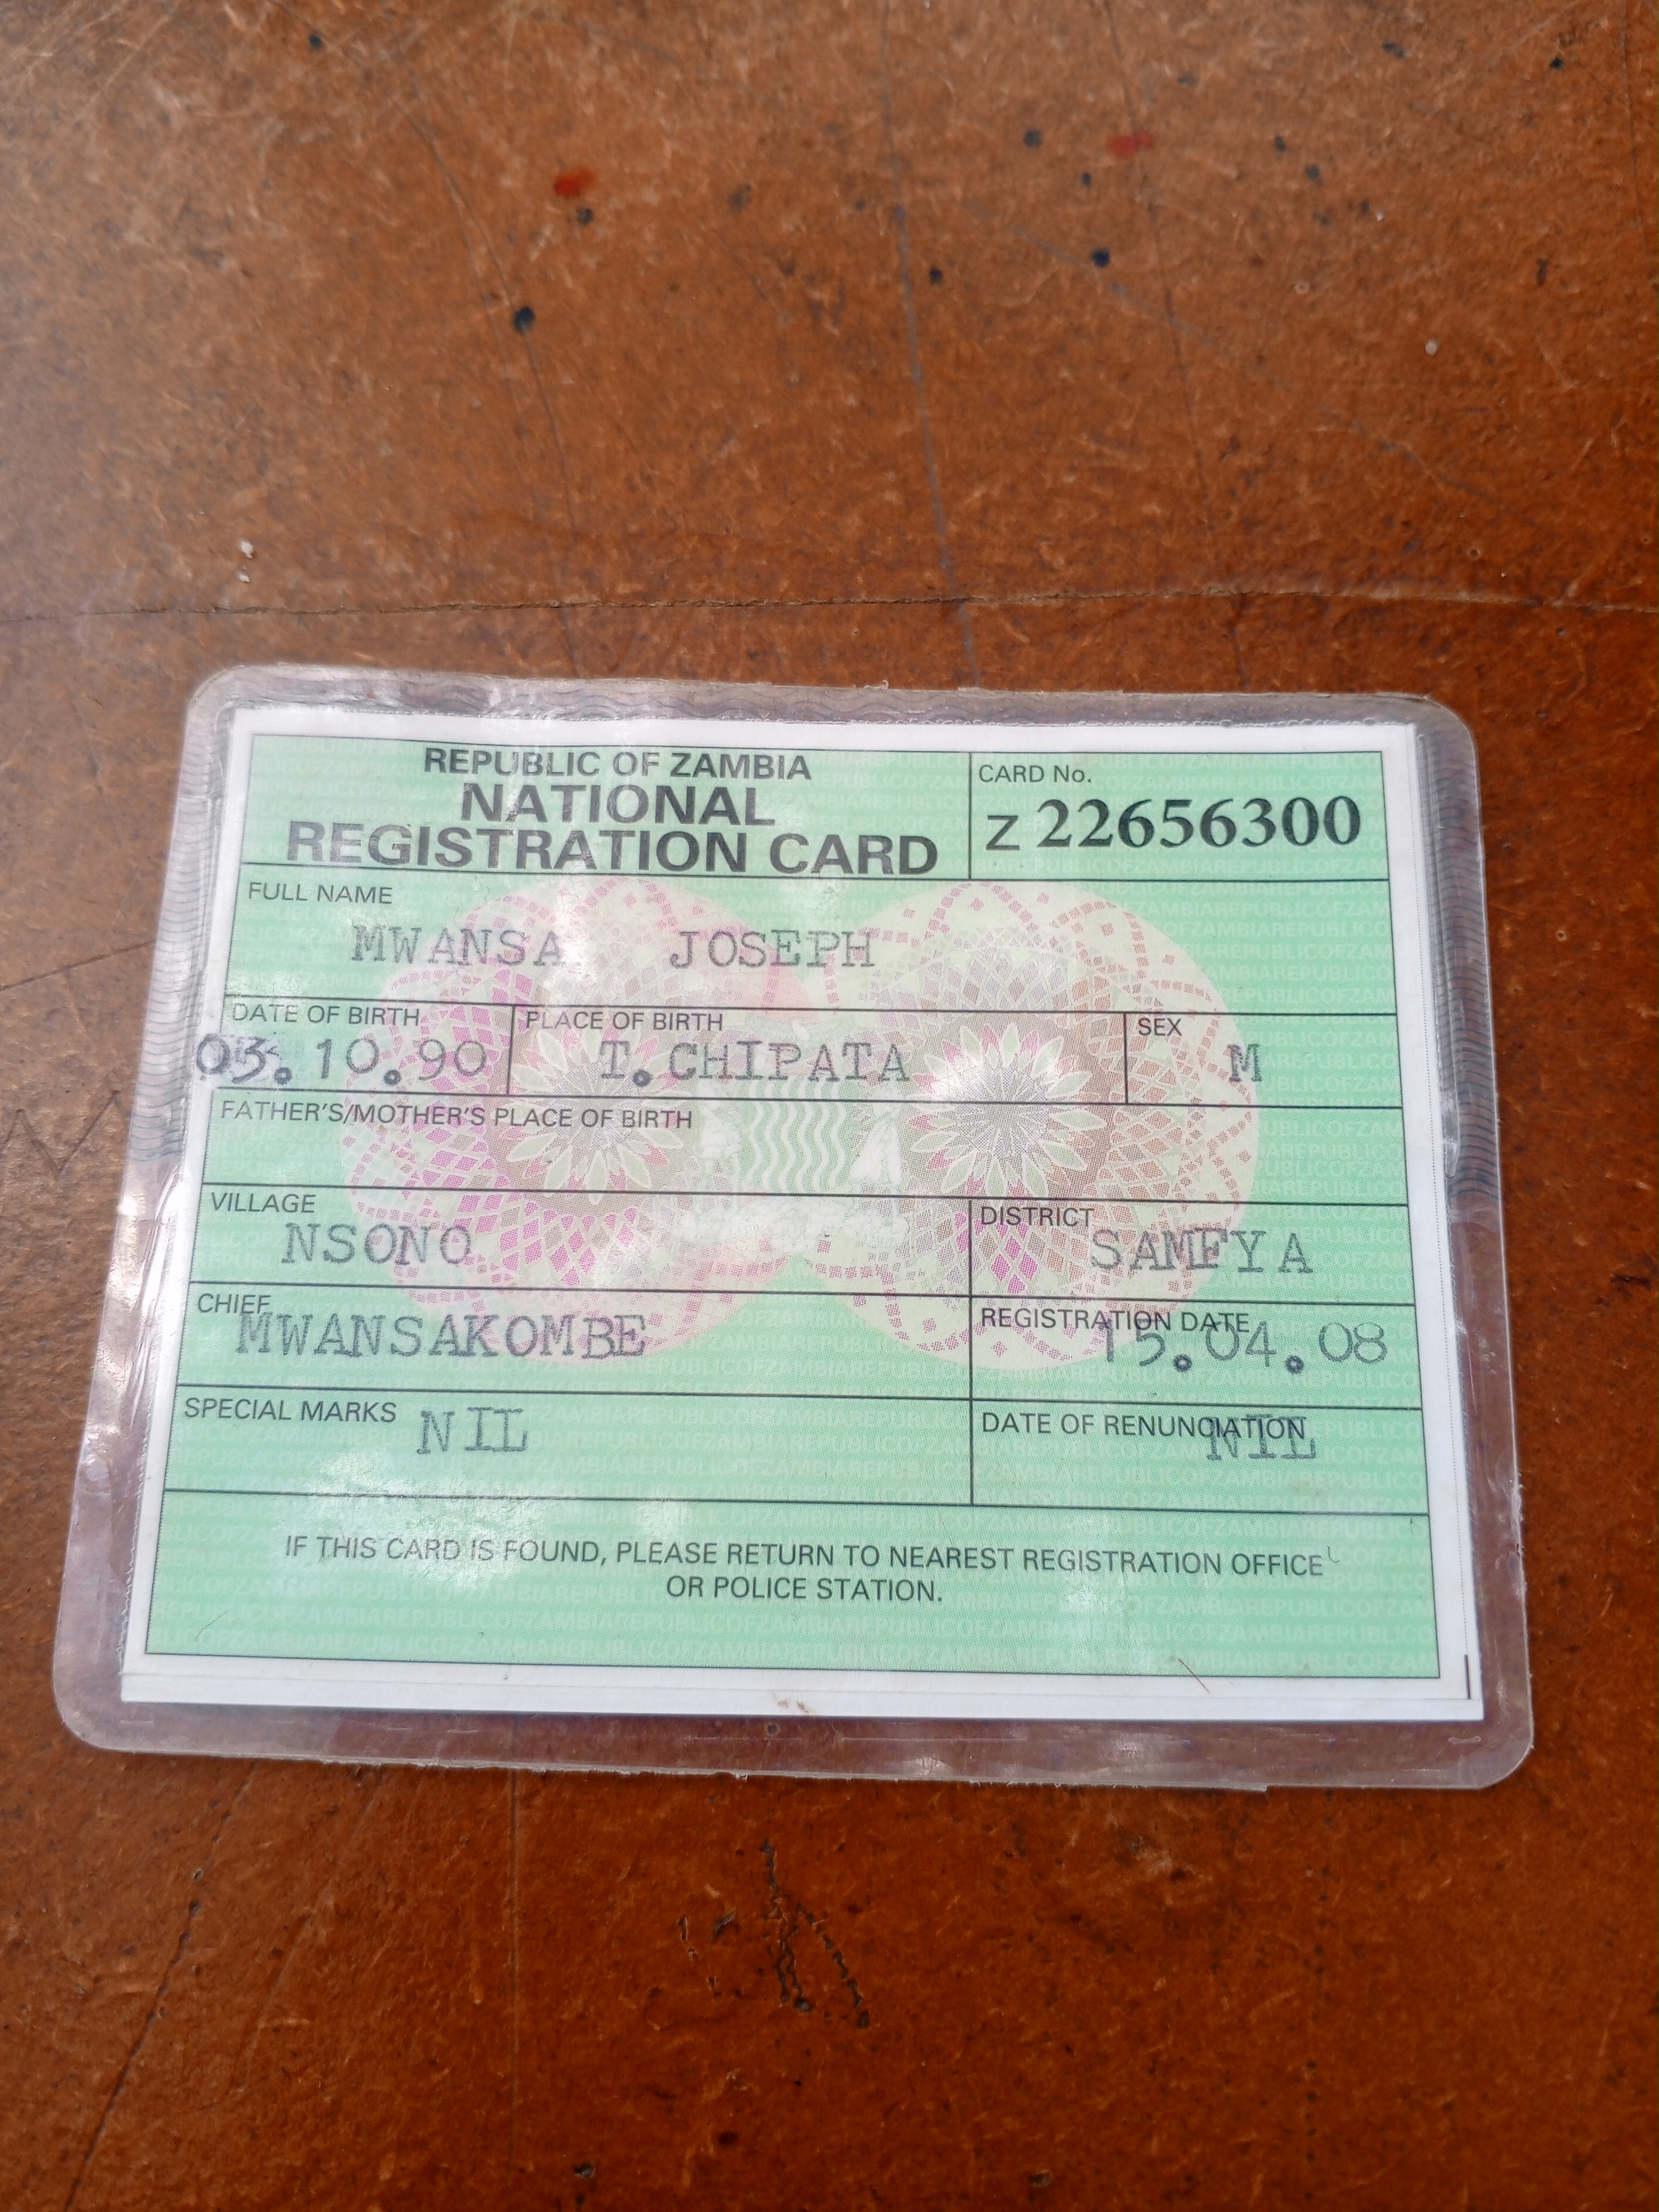 REPUBLIC OF ZAMBIA
NATIONAL
REGISTRATION CARD
CARD No.
Z 22656300
FULL NAME
MWANSA JOSEPH
DATE OF BIRTH
03.10.90
PLACE OF BIRTH
T.CHIPATA
SEX
M
FATHER'S/MOTHER'S PLACE OF BIRTH
VILLAGE
NSONO
DISTRICT
SAMFYA
CHIEF
MWANSAKOMBE
REGISTRATION DATE
15.04.08
SPECIAL MARKS
NIL
DATE OF RENUNCIATION
NIL
IF THIS CARD IS FOUND, PLEASE RETURN TO NEAREST REGISTRATION OFFICE
OR POLICE STATION.